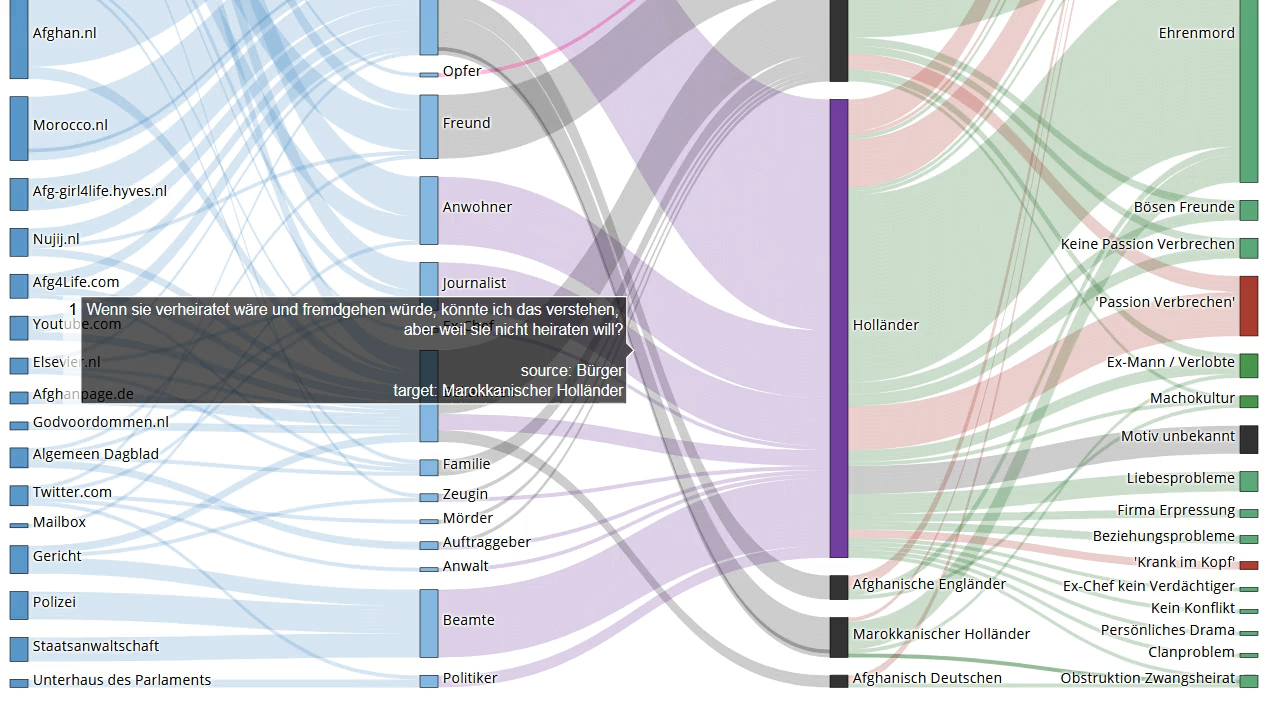 Afghan.nl
Morocco.nl
Afg-girl4life.hyves.nl
Nujij.nl
Afg4Life.com
Youtube.com
Elsevier.nl
Afghanpage.de
Godvoordommen.nl
Algemeen Dagblad
Twitter.com
Mailbox
Gericht
Polizei
Staatsanwaltschaft
Unterhaus des Parlaments
Opfer
Freund
Anwohner
Journalist
Ex-Chef
1 Wenn sie verheiratet wäre und fremdgehen würde, könnte ich das verstehen,
aber weil sie nicht heiraten will?
source: Bürger
target: Marokkanischer Holländer
Familie
Zeugin
Mörder
Auftraggeber
Anwalt
Beamte
Politiker
Holländer
Afghanische Engländer
Marokkanischer Holländer
Afghanisch Deutschen
Ehrenmord
Bösen Freunde
Keine Passion Verbrechen
'Passion Verbrechen'
Ex-Mann / Verlobte
Machokultur
Motiv unbekannt
Liebesprobleme
Firma Erpressung
Beziehungsprobleme
'Krank im Kopf'
Ex-Chef kein Verdächtiger
Kein Konflikt
Persönliches Drama
Clanproblem
Obstruktion Zwangsheirat